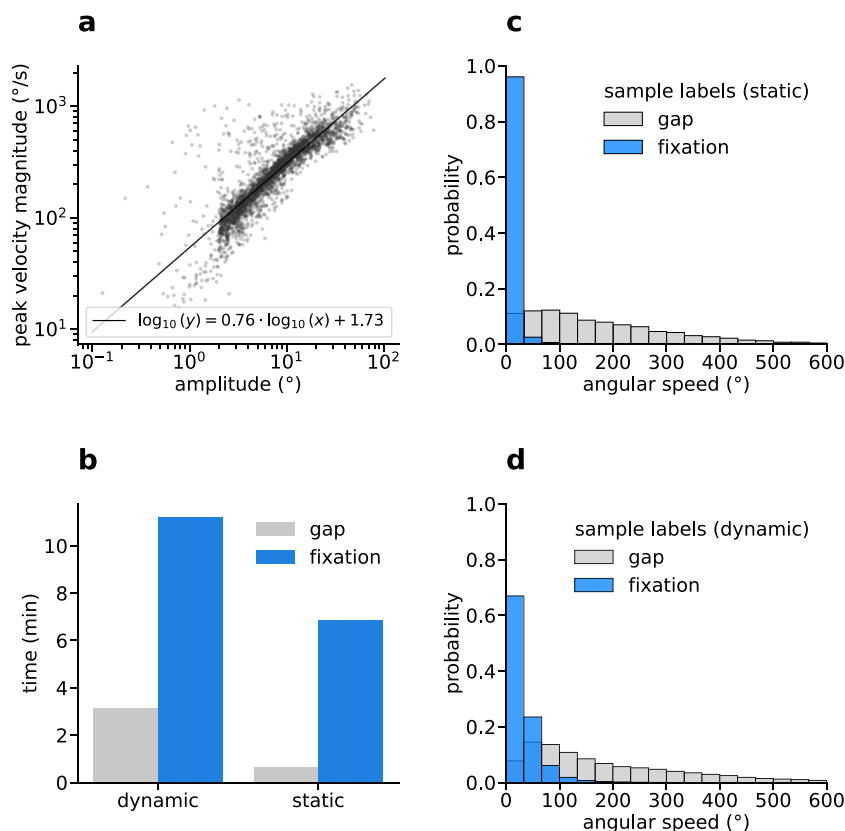 a
peak velocity magnitude (°/s)
10³
10²
10¹
log₁₀ (y) = 0.76 · log₁₀ (x) + 1.73
10⁻¹ 10⁰ 10¹ 10²
amplitude (°)
c
probability
1.0
0.8
0.6
0.4
0.2
0.0
sample labels (static)
gap
fixation
0 100 200 300 400 500 600
angular speed (°)
b
time (min)
10
8
6
4
2
0
gap
fixation
dynamic static
d
probability
1.0
0.8
0.6
0.4
0.2
0.0
sample labels (dynamic)
gap
fixation
0 100 200 300 400 500 600
angular speed (°)